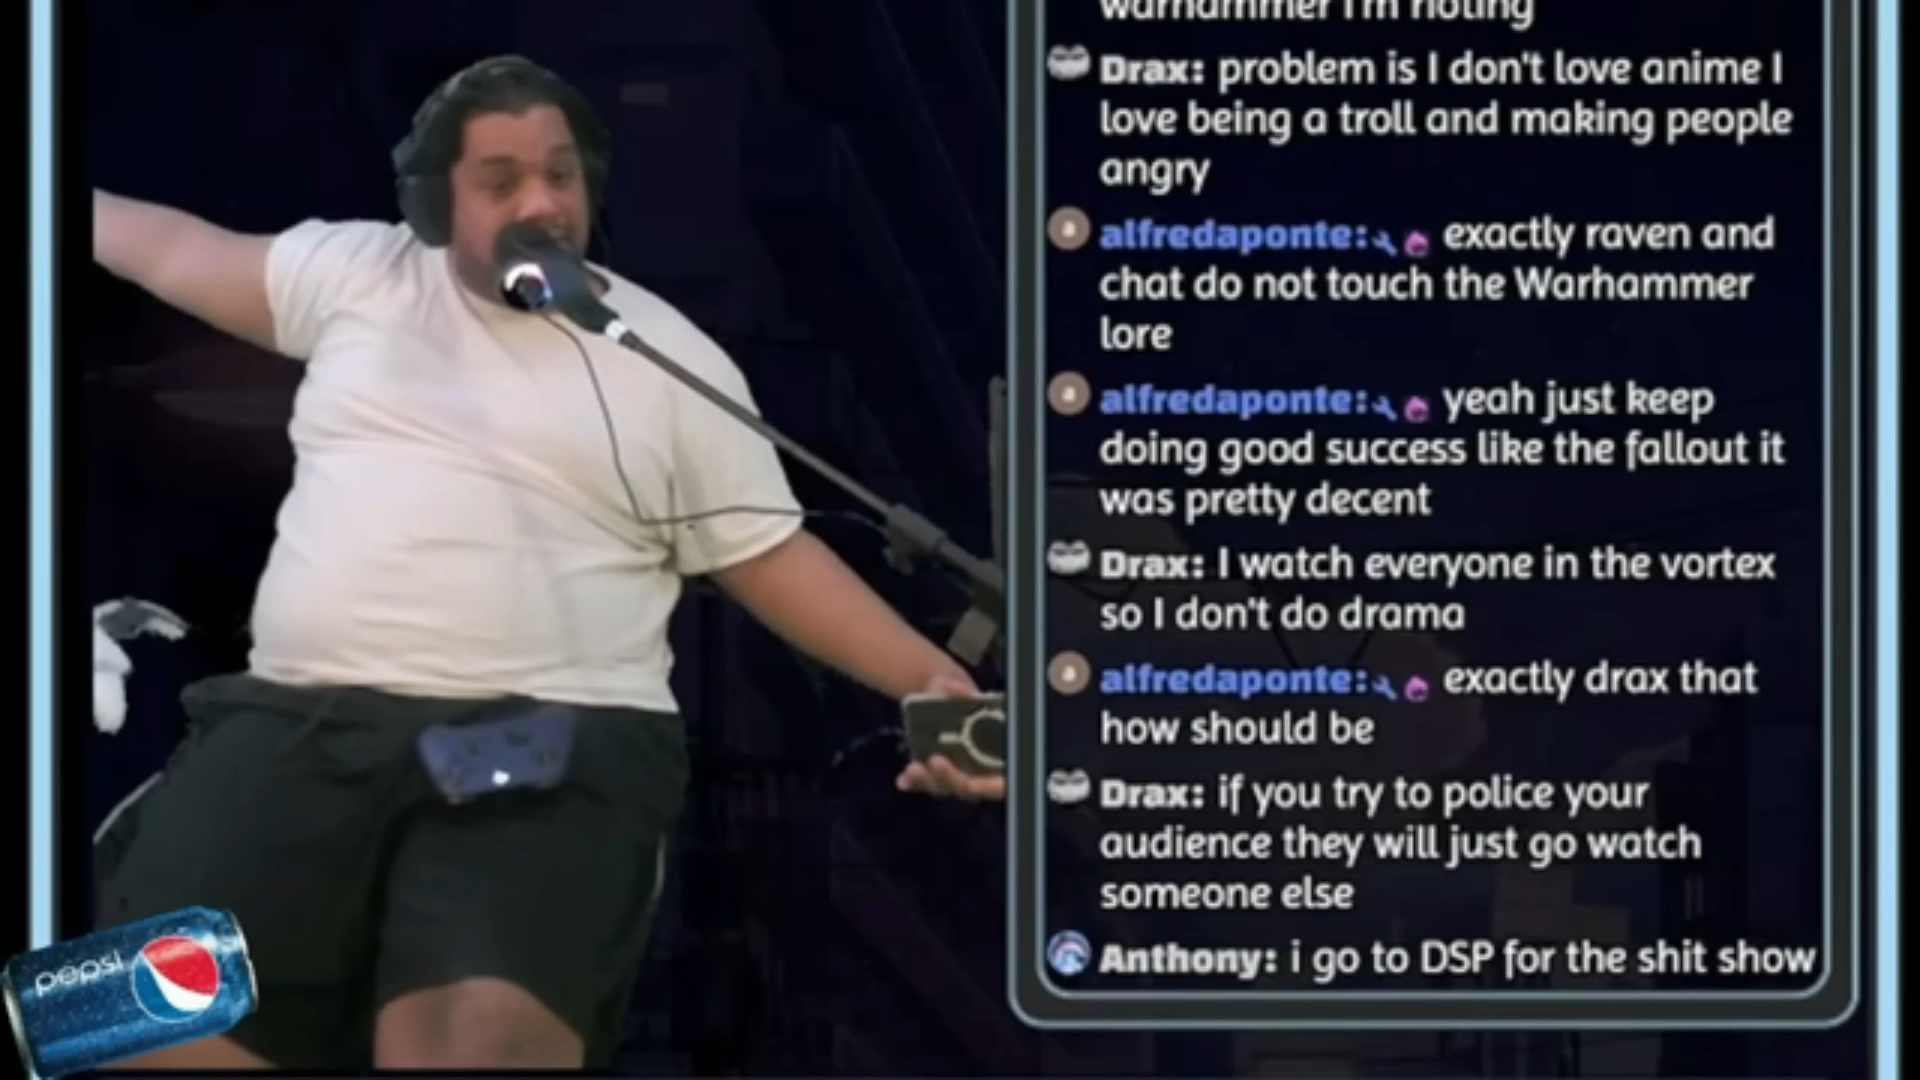 warhammer I'm rioting
Drax: problem is I don't love anime I
love being a troll and making people
angry
alfredaponte: exactly raven and
chat do not touch the Warhammer
lore
alfredaponte: yeah just keep
doing good success like the fallout it
was pretty decent
Drax: I watch everyone in the vortex
so I don't do drama
alfredaponte: exactly drax that
how should be
Drax: if you try to police your
audience they will just go watch
someone else
Anthony: i go to DSP for the shit show
pepsi